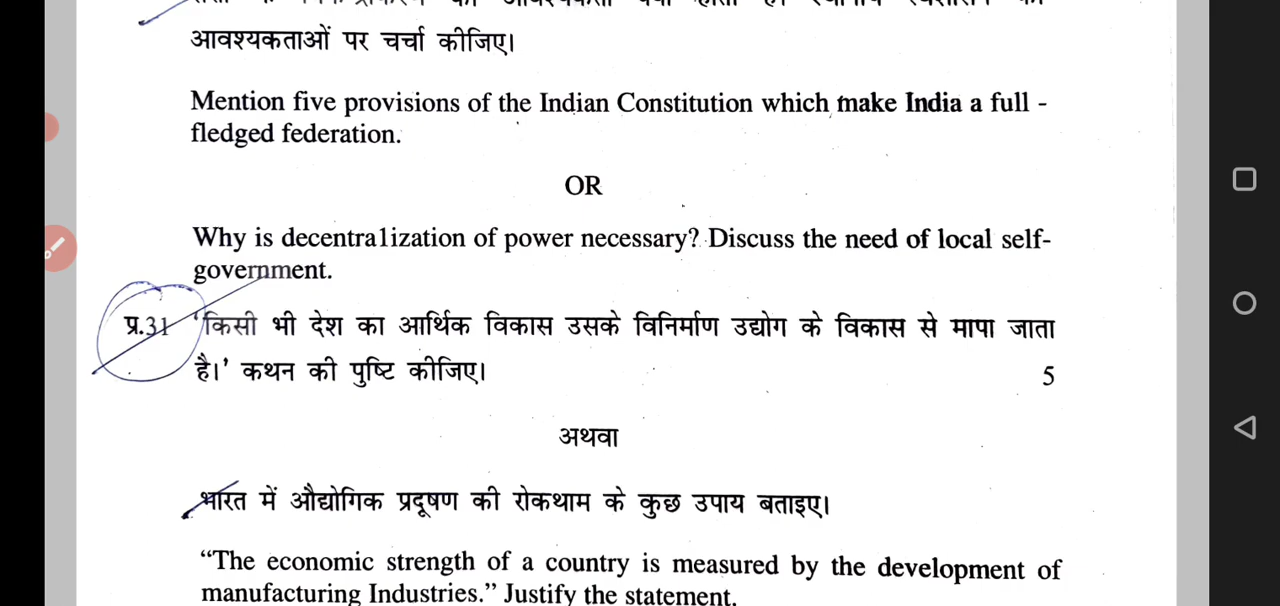 आवश्यकताओं पर चर्चा कीजिए।
Mention five provisions of the Indian Constitution which make India a full -
fledged federation.
OR
Why is decentralization of power necessary? Discuss the need of local self-
government.
प्र.31 'किसी भी देश का आर्थिक विकास उसके विनिर्माण उद्योग के विकास से मापा जाता
है।' कथन की पुष्टि कीजिए। 5
अथवा
भारत में औद्योगिक प्रदूषण की रोकथाम के कुछ उपाय बताइए।
“The economic strength of a country is measured by the development of
manufacturing Industries.” Justify the statement.